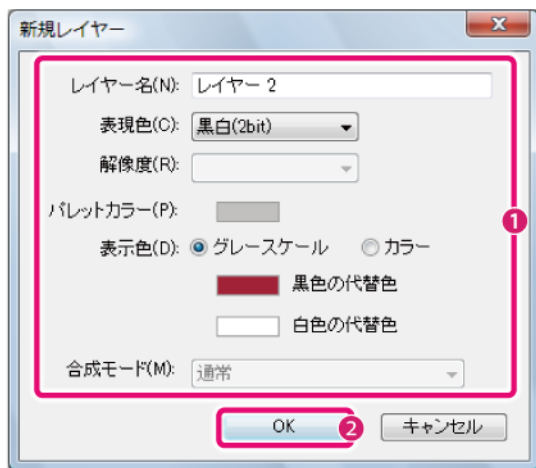 新規レイヤー
レイヤー名(N): レイヤー 2
表現色(C): 黒白(2bit)
解像度(R):
パレットカラー(P):
表示色(D): グレースケール カラー
黒色の代替色
白色の代替色
合成モード(M): 通常
1
OK 2 キャンセル